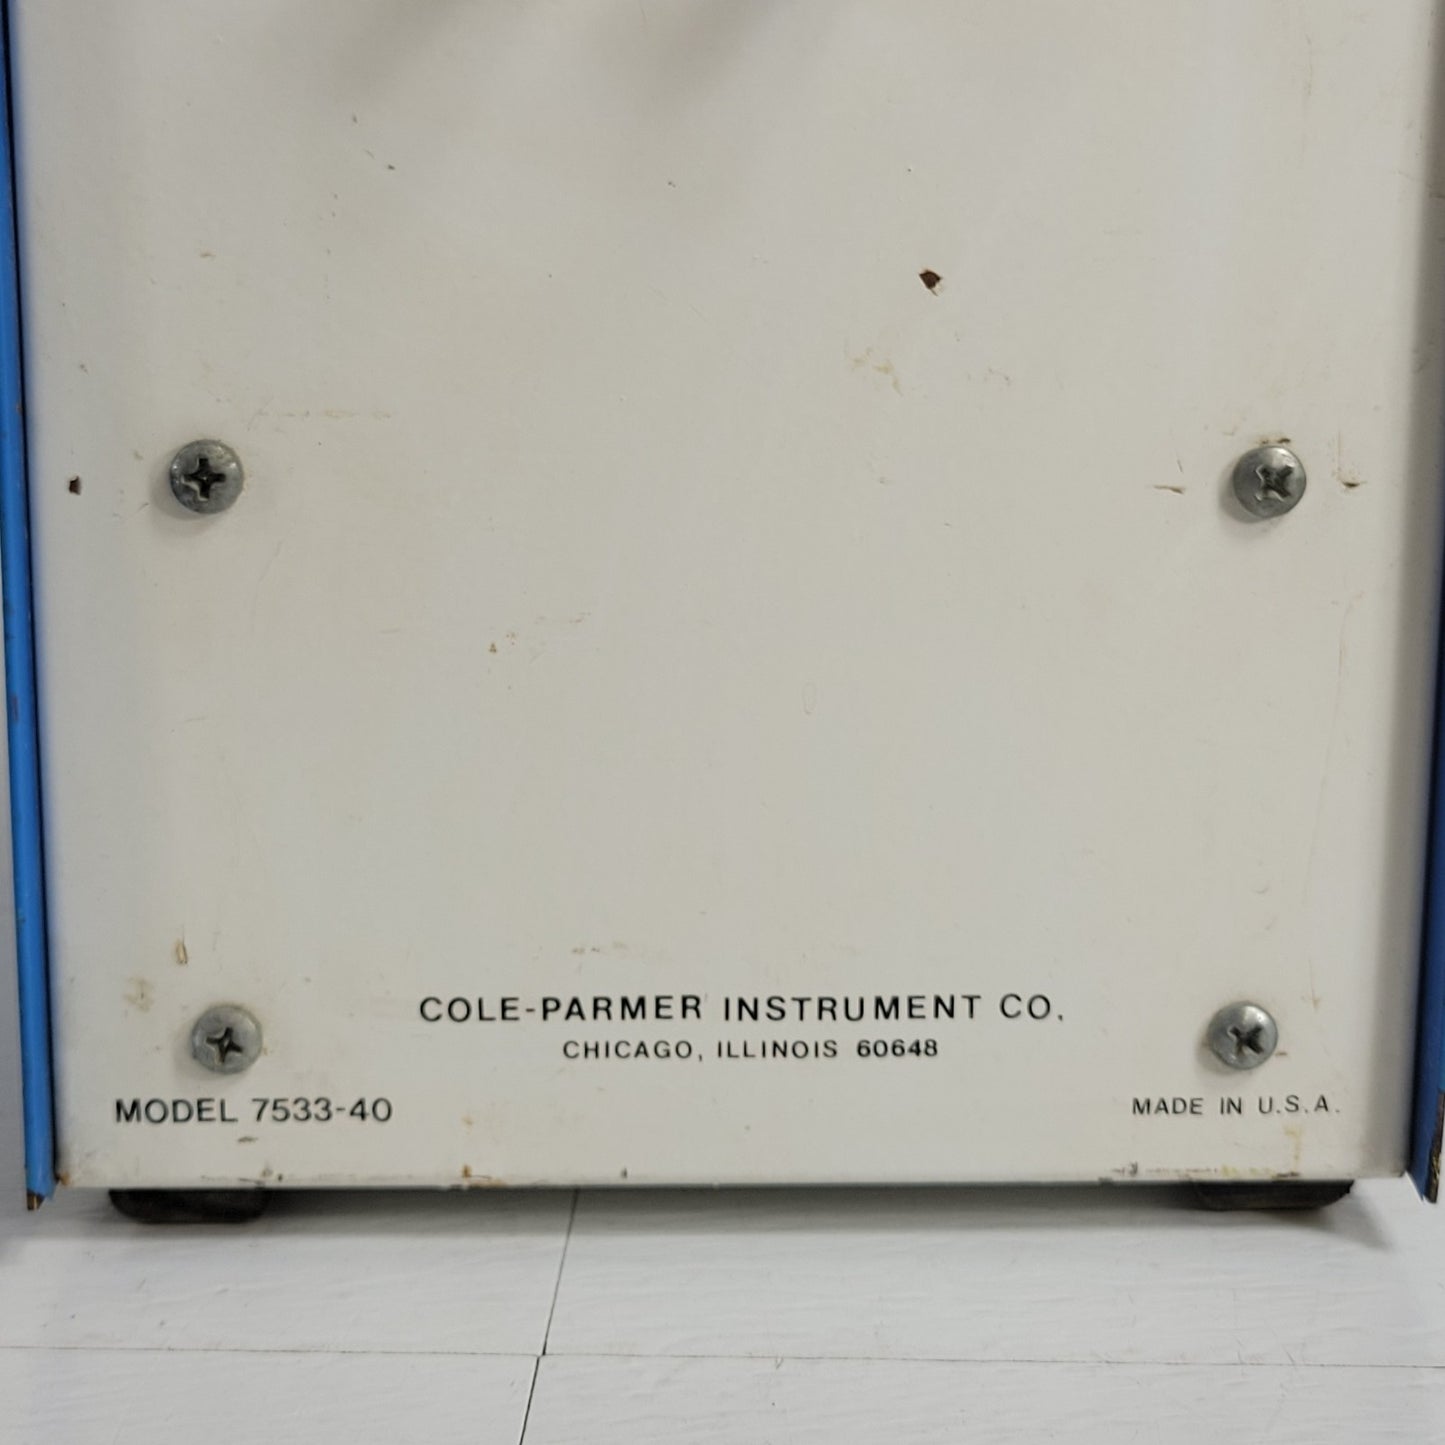 COLE-PARMER INSTRUMENT CO.
CHICAGO, ILLINOIS 60648
MODEL 7533-40
MADE IN U.S.A.